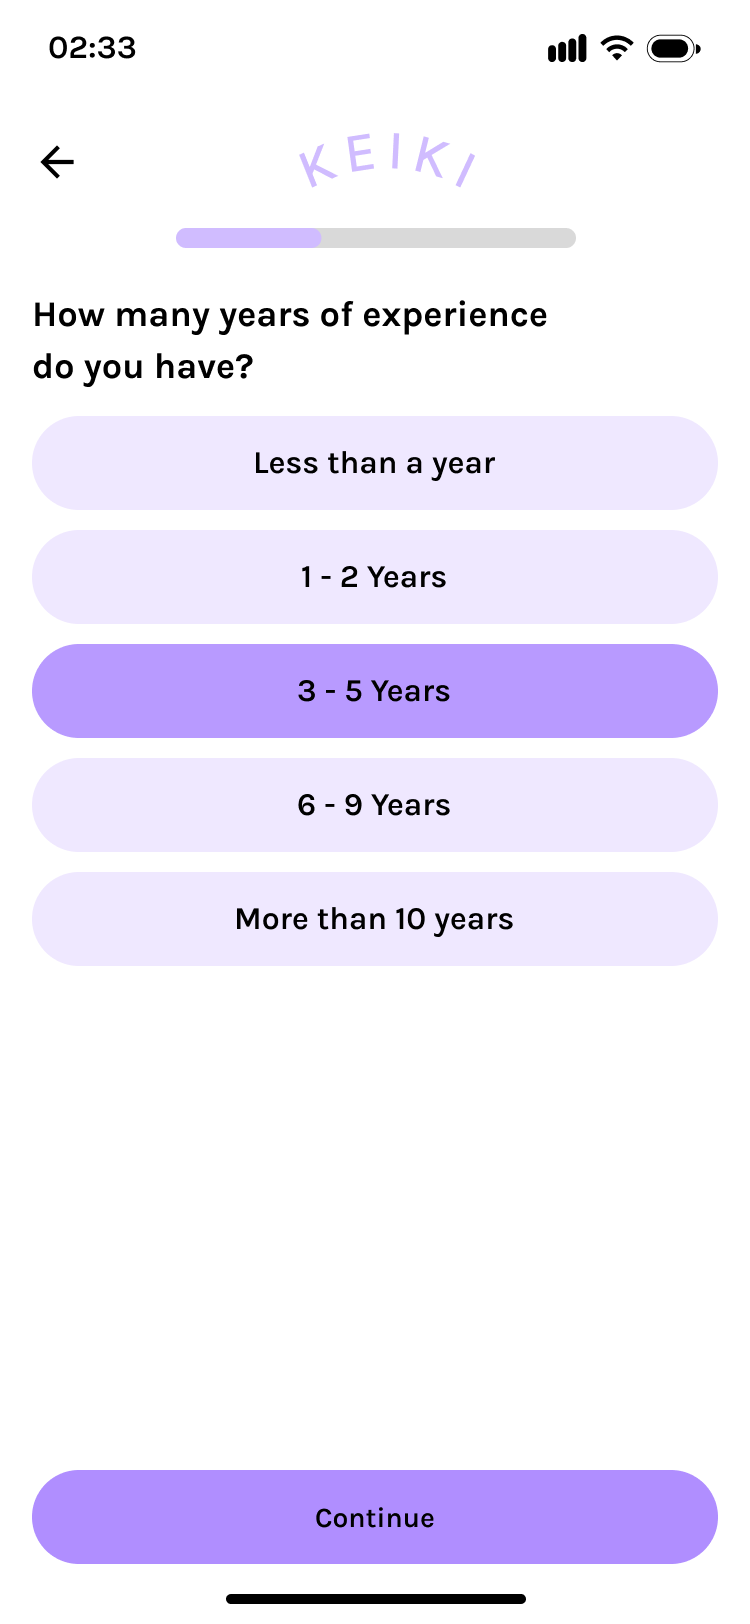 02:33
KEIKI
How many years of experience
do you have?
Less than a year
1 - 2 Years
3 - 5 Years
6 - 9 Years
More than 10 years
Continue